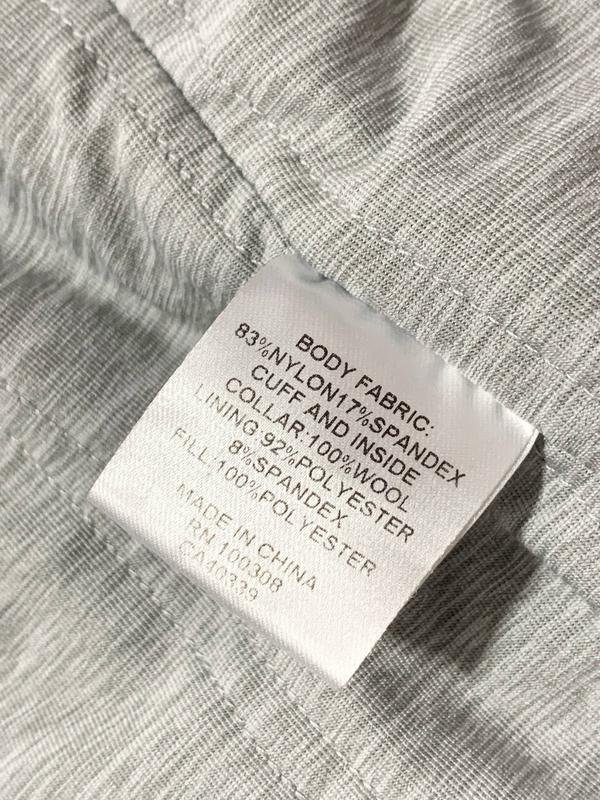 BODY FABRIC:
83%NYLON17%SPANDEX
CUFF AND INSIDE
COLLAR:100%WOOL
LINING:92%POLYESTER
8%SPANDEX
FILL:100%POLYESTER
MADE IN CHINA
RN 100308
CA40339